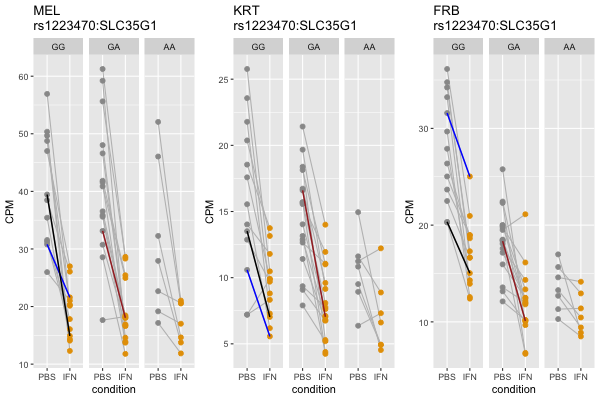 MEL
rs1223470:SLC35G1
GG GA AA
60
50
40
30
20
10
CPM
PBS IFN PBS IFN PBS IFN
condition
KRT
rs1223470:SLC35G1
GG GA AA
25
20
15
10
5
CPM
PBS IFN PBS IFN PBS IFN
condition
FRB
rs1223470:SLC35G1
GG GA AA
30
20
10
CPM
PBS IFN PBS IFN PBS IFN
condition